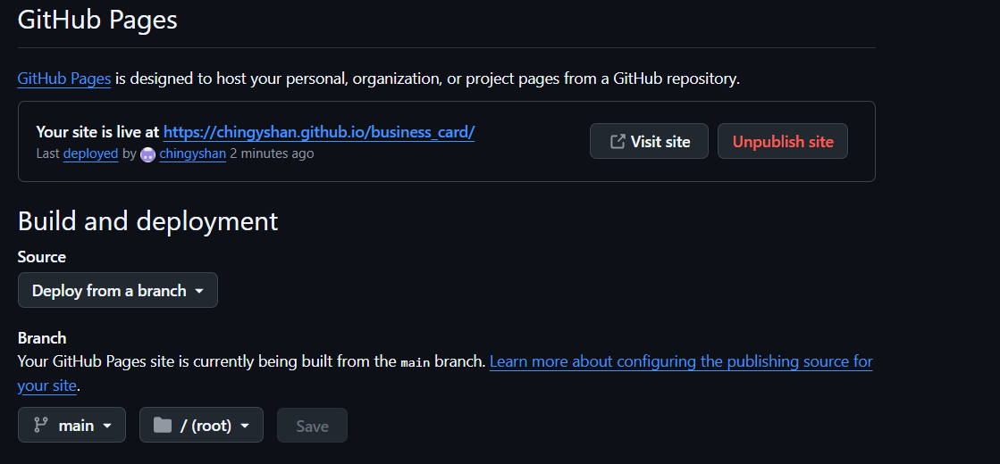 GitHub Pages
GitHub Pages is designed to host your personal, organization, or project pages from a GitHub repository.
Your site is live at https://chingyshan.github.io/business_card/
Last deployed by chingyshan 2 minutes ago
Visit site
Unpublish site
Build and deployment
Source
Deploy from a branch
Branch
Your GitHub Pages site is currently being built from the main branch. Learn more about configuring the publishing source for
your site.
main
/ (root)
Save